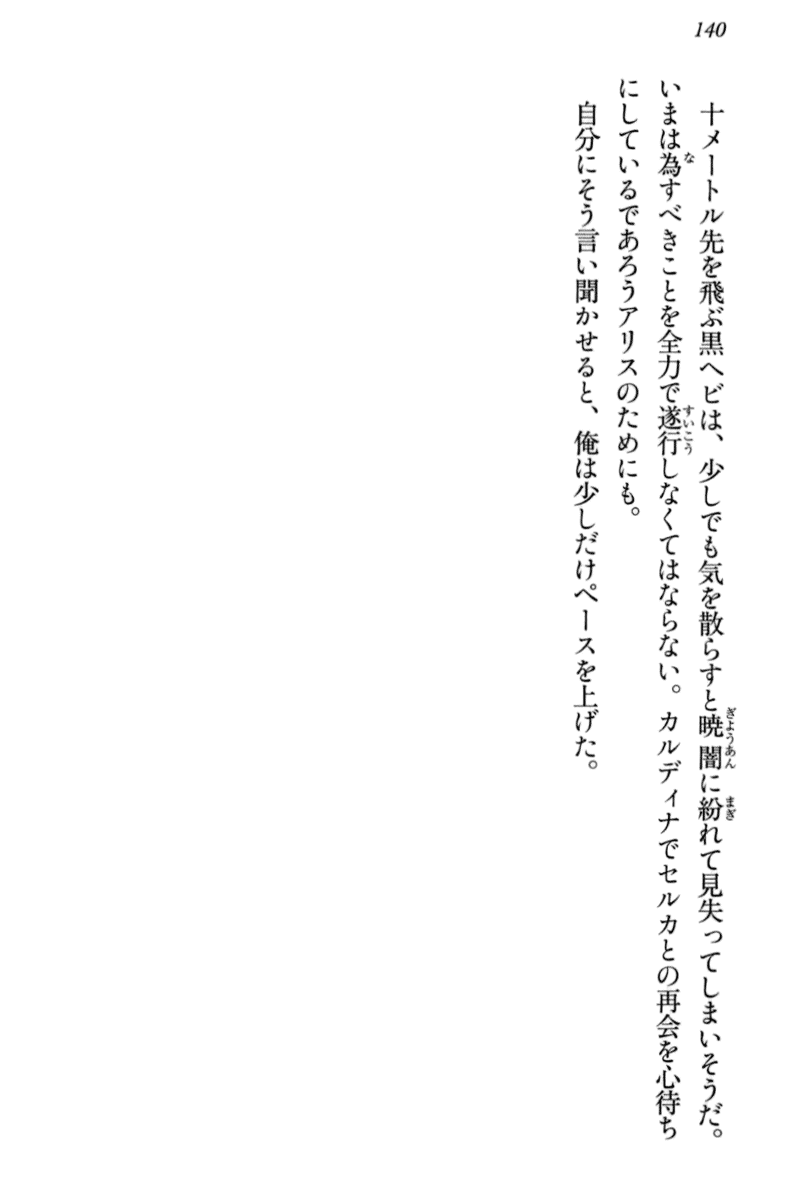 140
十メートル先を飛ぶ黒ヘビは、少しでも気を散らすと暁闇に紛れて見失ってしまいそうだ。
いまは為すべきことを全力で遂行しなくてはならない。カルディナでセルカとの再会を心待ち
にしているであろうアリスのためにも。
自分にそう言い聞かせると、俺は少しだけペースを上げた。